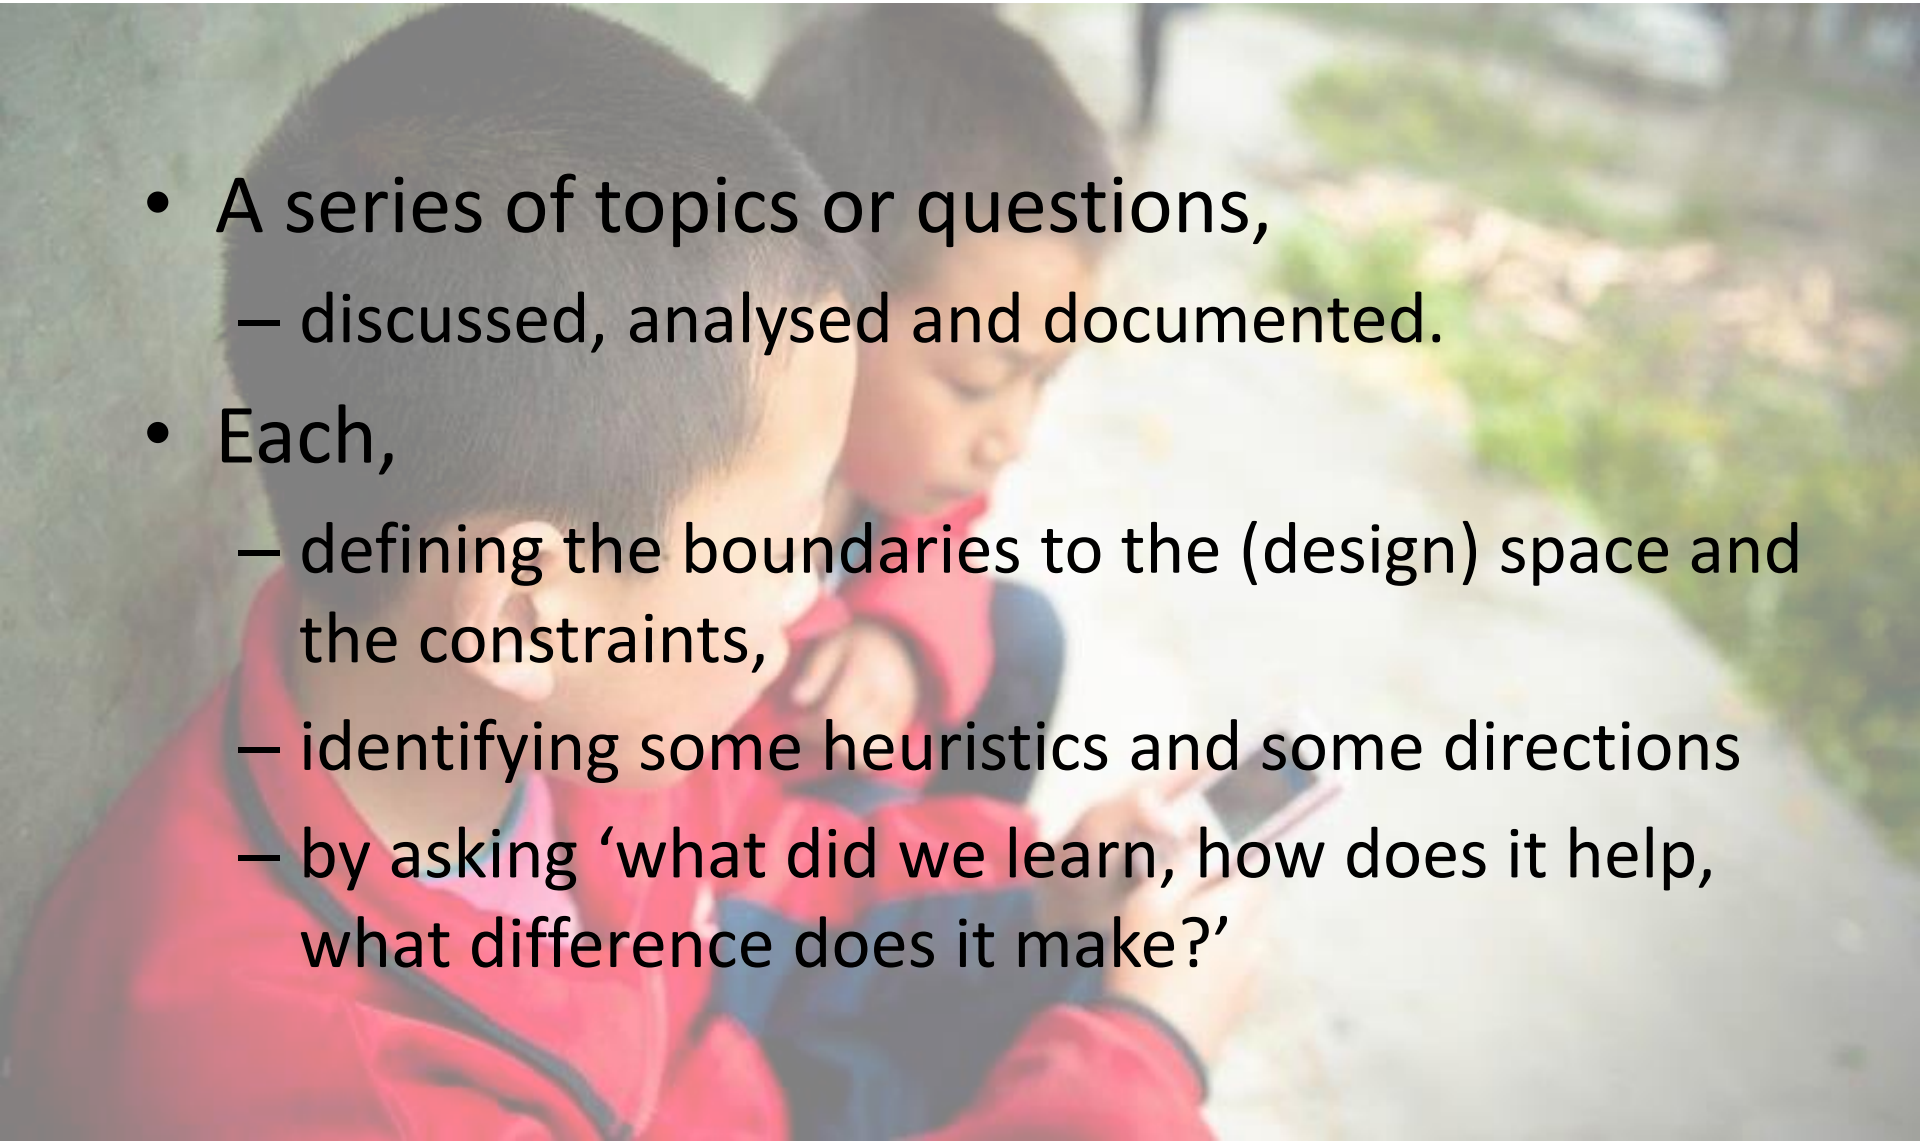 • A series of topics or questions,
– discussed, analysed and documented.
• Each,
– defining the boundaries to the (design) space and
the constraints,
– identifying some heuristics and some directions
– by asking ‘what did we learn, how does it help,
what difference does it make?’